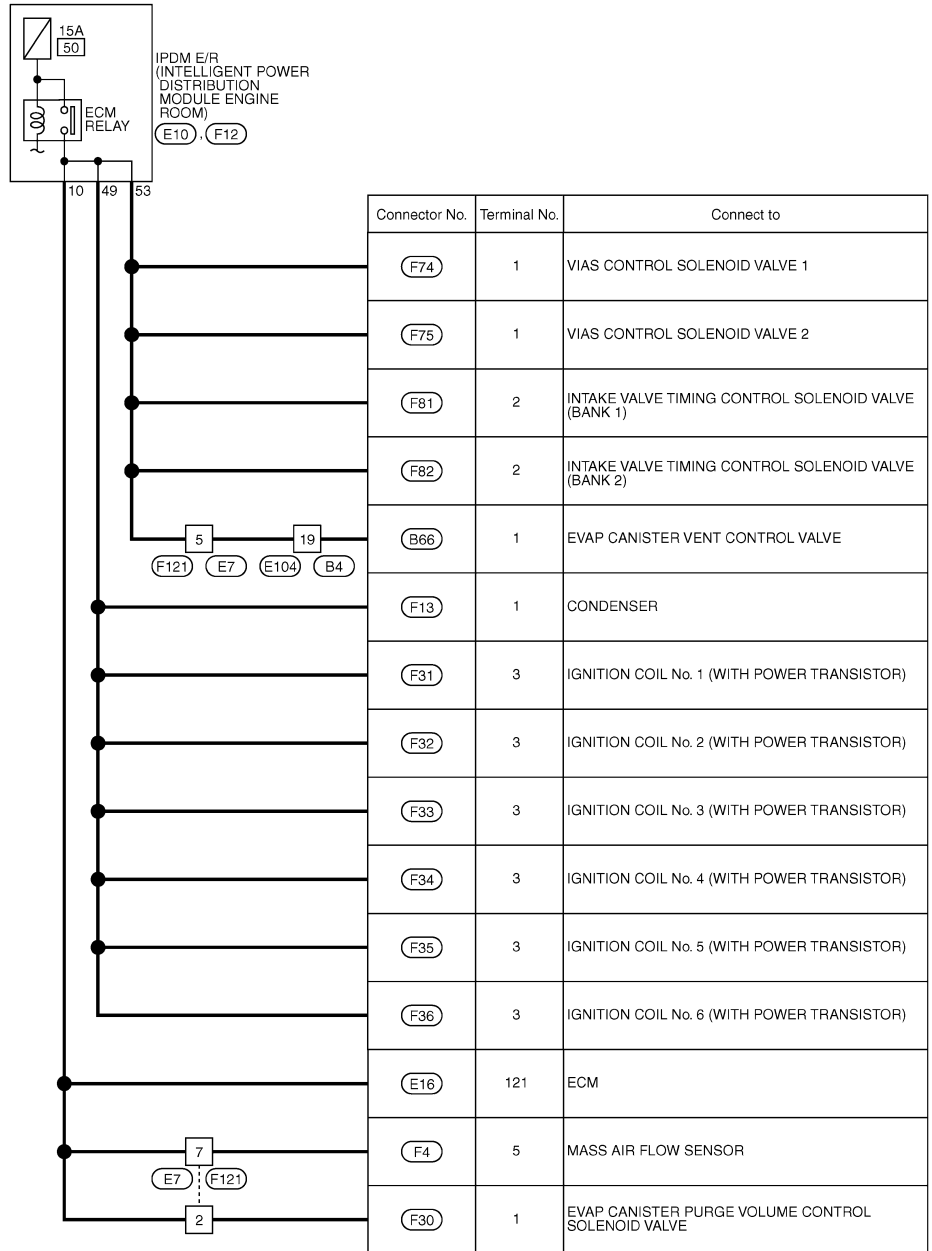 15A
50
IPDM E/R
(INTELLIGENT POWER
DISTRIBUTION
MODULE ENGINE
ROOM)
ECM
RELAY
E10 , F12
10 49 53
Connector No. Terminal No. Connect to
F74 1 VIAS CONTROL SOLENOID VALVE 1
F75 1 VIAS CONTROL SOLENOID VALVE 2
F81 2 INTAKE VALVE TIMING CONTROL SOLENOID VALVE
(BANK 1)
F82 2 INTAKE VALVE TIMING CONTROL SOLENOID VALVE
(BANK 2)
5 19 B66 1 EVAP CANISTER VENT CONTROL VALVE
F121 E7 E104 B4
F13 1 CONDENSER
F31 3 IGNITION COIL No. 1 (WITH POWER TRANSISTOR)
F32 3 IGNITION COIL No. 2 (WITH POWER TRANSISTOR)
F33 3 IGNITION COIL No. 3 (WITH POWER TRANSISTOR)
F34 3 IGNITION COIL No. 4 (WITH POWER TRANSISTOR)
F35 3 IGNITION COIL No. 5 (WITH POWER TRANSISTOR)
F36 3 IGNITION COIL No. 6 (WITH POWER TRANSISTOR)
E16 121 ECM
7 F4 5 MASS AIR FLOW SENSOR
E7 F121
2 F30 1 EVAP CANISTER PURGE VOLUME CONTROL
SOLENOID VALVE